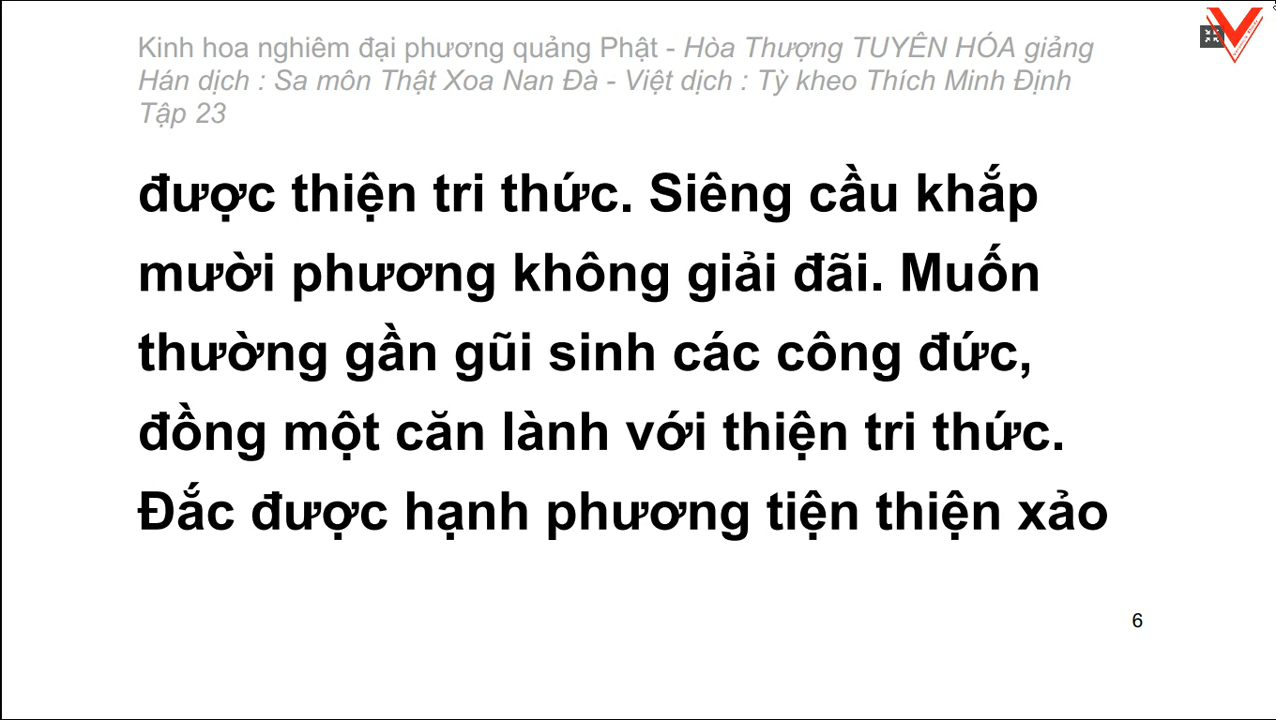 Kinh hoa nghiêm đại phương quảng Phật - Hòa Thượng TUYÊN HÓA giảng
Hán dịch : Sa môn Thật Xoa Nan Đà - Việt dịch : Tỳ kheo Thích Minh Định
Tập 23
được thiện tri thức. Siêng cầu khắp
mười phương không giải đãi. Muốn
thường gần gũi sinh các công đức,
đồng một căn lành với thiện tri thức.
Đắc được hạnh phương tiện thiện xảo
6